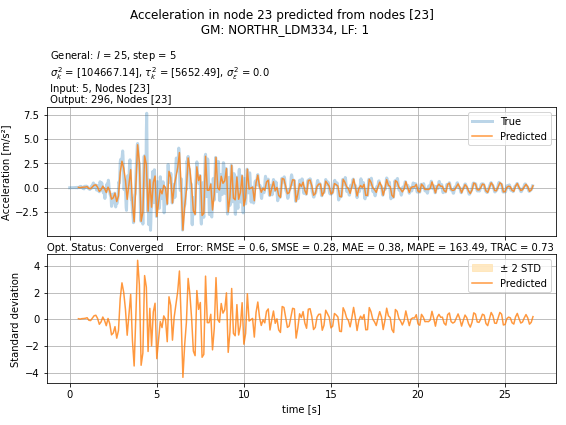 Acceleration in node 23 predicted from nodes [23]
GM: NORTHR_LDM334, LF: 1
General: l = 25, step = 5
σ²ₖ = [104667.14], τ²ₖ = [5652.49], σ²ε = 0.0
Input: 5, Nodes [23]
Output: 296, Nodes [23]
7.5
5.0
2.5
0.0
−2.5
Acceleration [m/s²]
True
Predicted
Opt. Status: Converged Error: RMSE = 0.6, SMSE = 0.28, MAE = 0.38, MAPE = 163.49, TRAC = 0.73
4
2
0
−2
−4
Standard deviation
± 2 STD
Predicted
0 5 10 15 20 25
time [s]